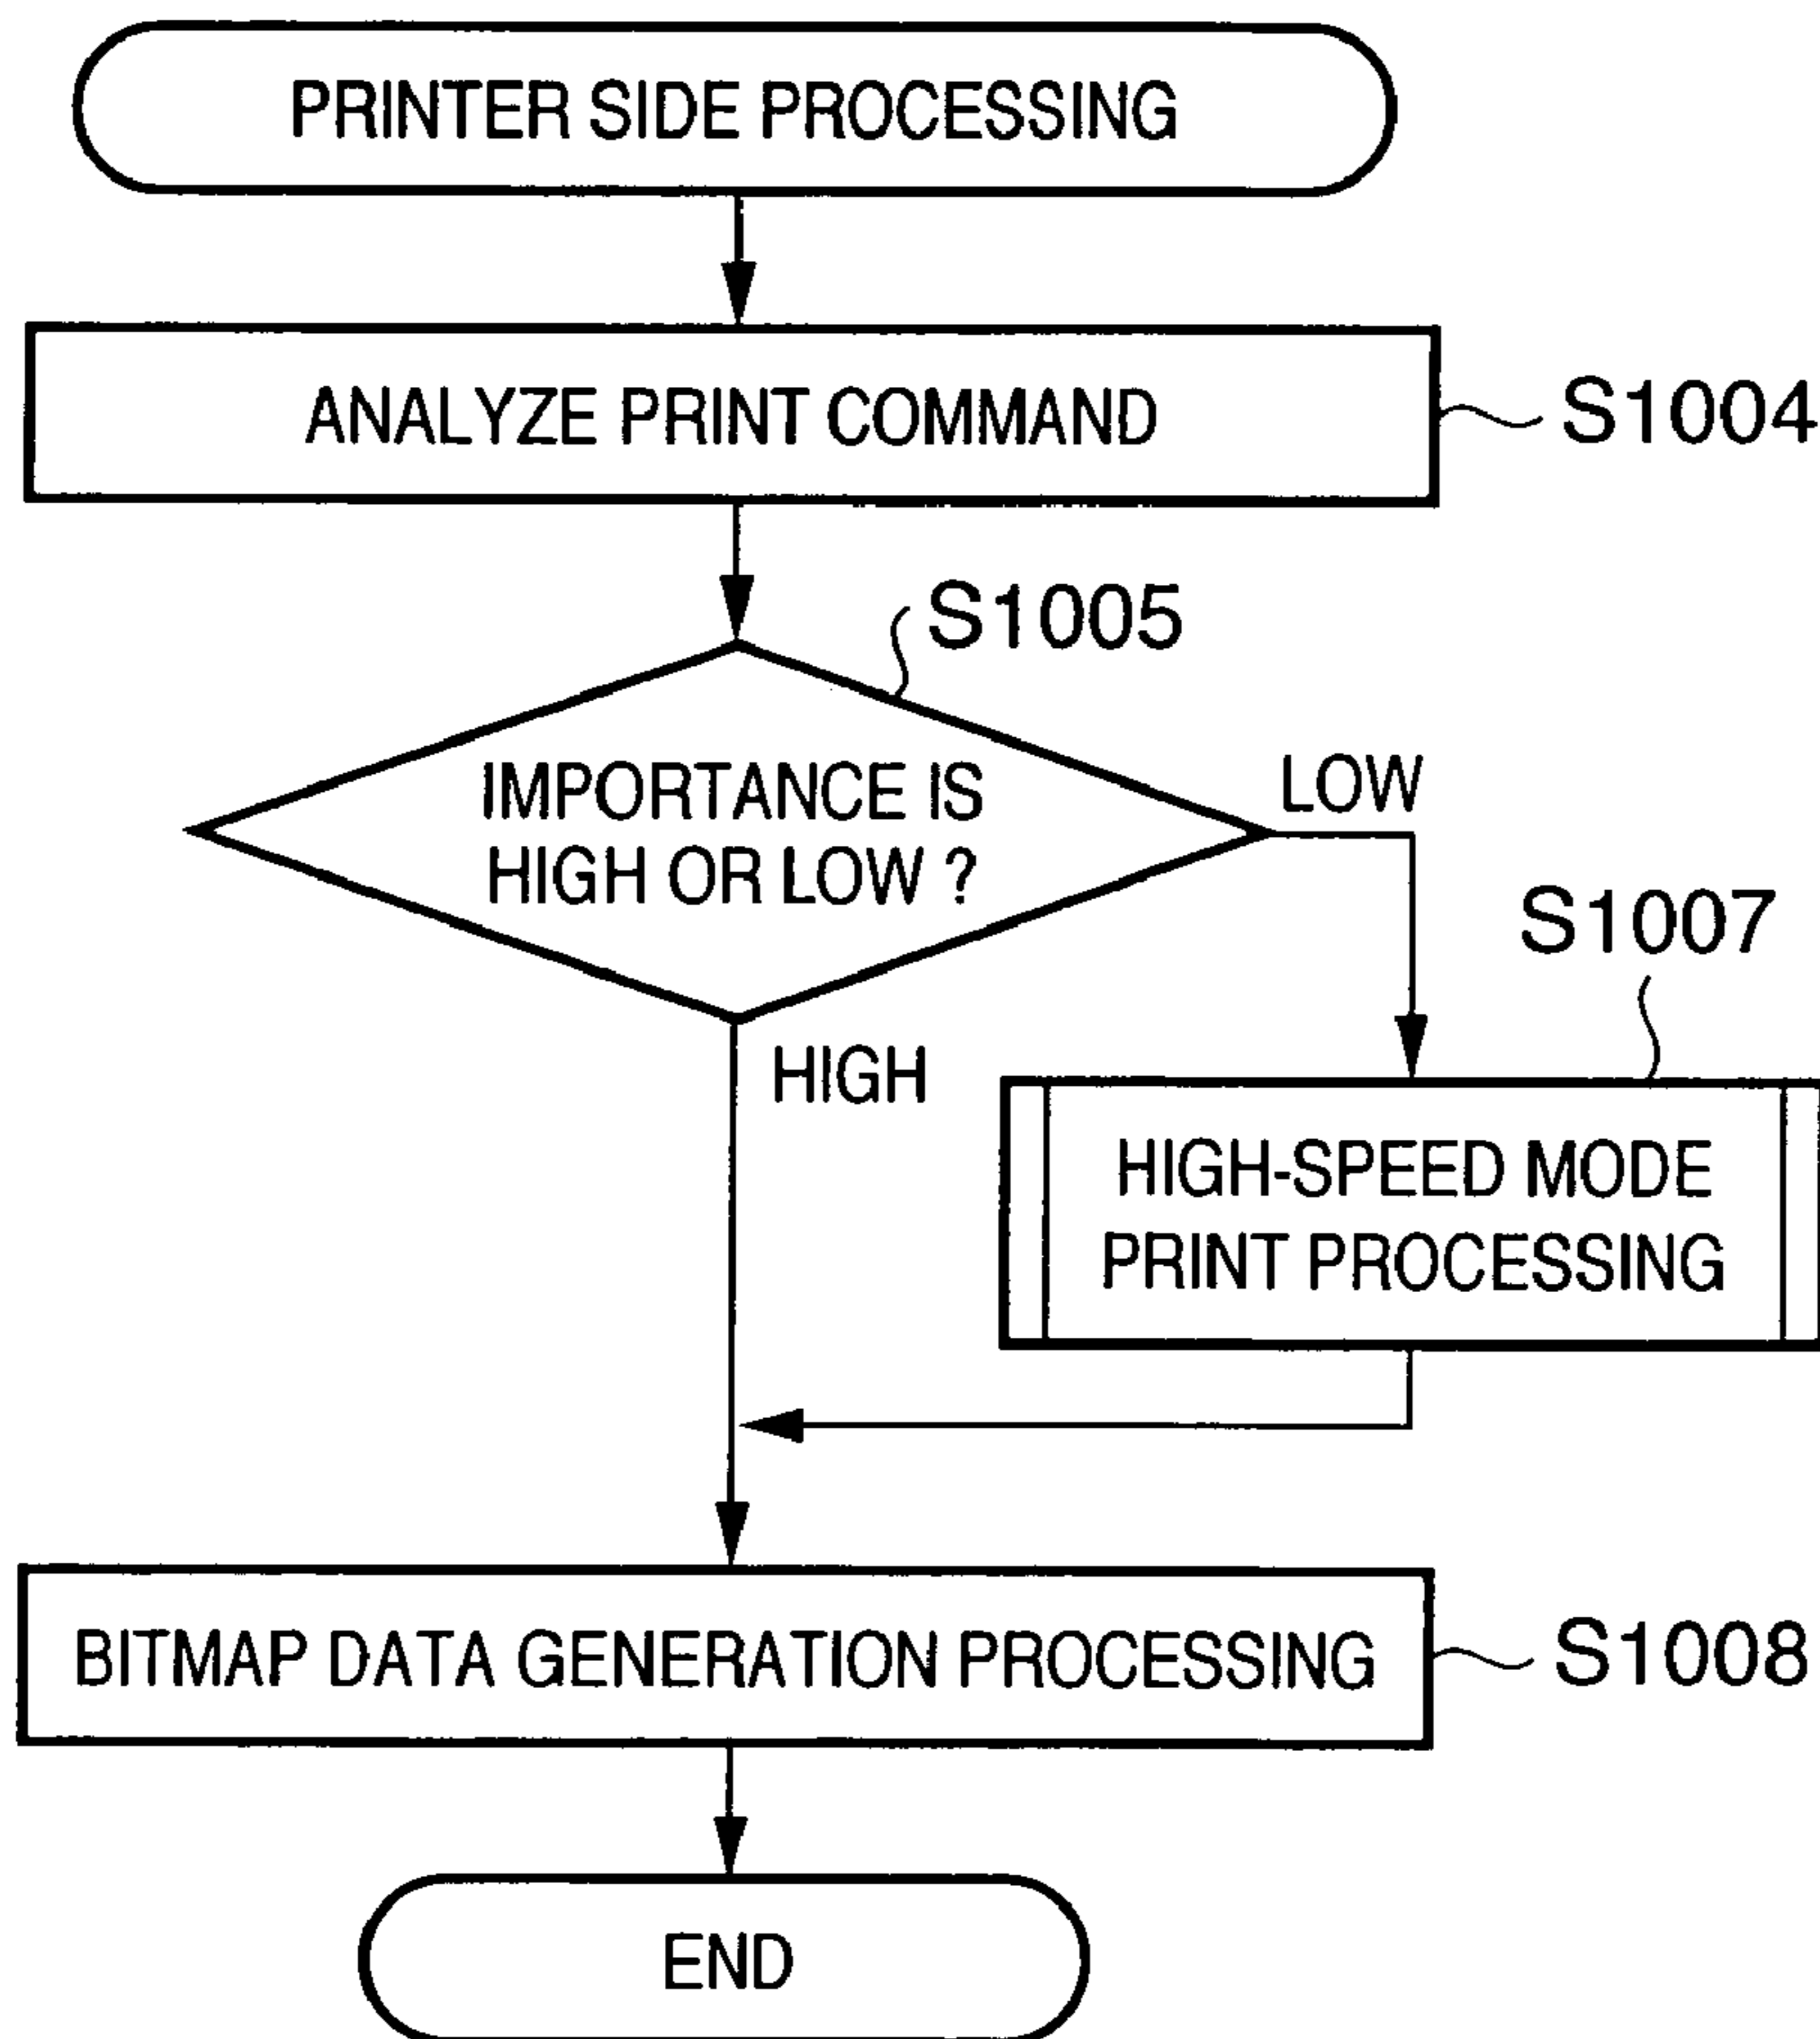 PRINTER SIDE PROCESSING
ANALYZE PRINT COMMAND
S1004
S1005
IMPORTANCE IS
HIGH OR LOW ?
LOW
S1007
HIGH
HIGH-SPEED MODE
PRINT PROCESSING
BITMAP DATA GENERATION PROCESSING
S1008
END